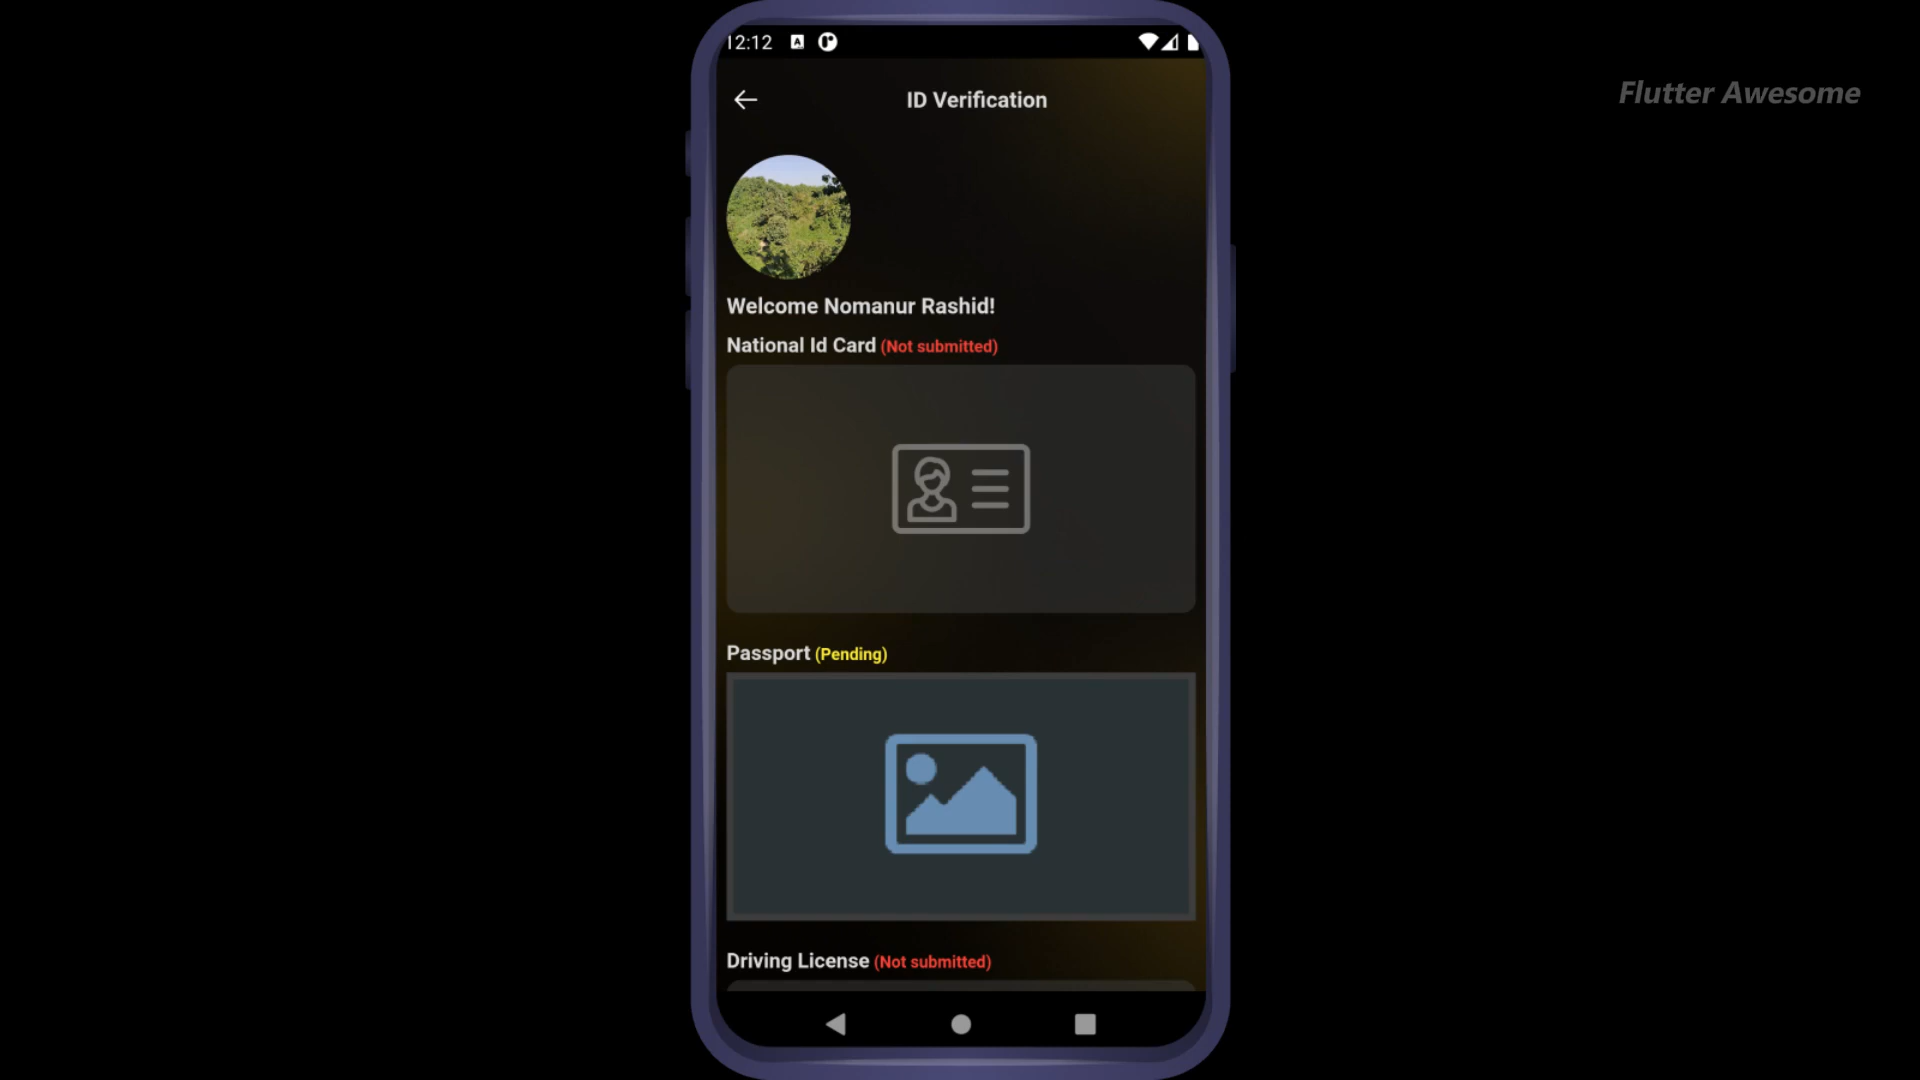 12:12
Flutter Awesome
ID Verification
Welcome Nomanur Rashid!
National Id Card (Not submitted)
Passport (Pending)
Driving License (Not submitted)